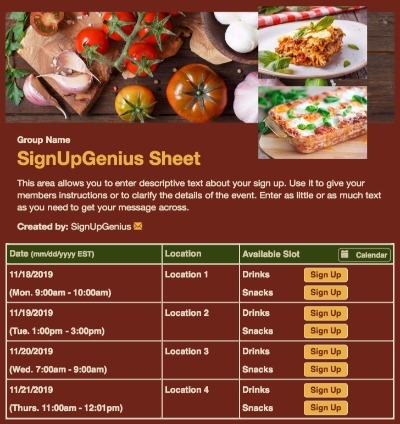 Group Name
SignUpGenius Sheet
This area allows you to enter descriptive text about your sign up. Use it to give your
members instructions or to clarify the details of the event. Enter as little or as much text
as you need to get your message across.
Created by: SignUpGenius
Date (mm/dd/yyyy EST) Location Available Slot Calendar
11/18/2019 Location 1 Drinks Sign Up
(Mon. 9:00am - 10:00am) Snacks Sign Up
11/19/2019 Location 2 Drinks Sign Up
(Tue. 1:00pm - 3:00pm) Snacks Sign Up
11/20/2019 Location 3 Drinks Sign Up
(Wed. 7:00am - 9:00am) Snacks Sign Up
11/21/2019 Location 4 Drinks Sign Up
(Thurs. 11:00am - 12:01pm) Snacks Sign Up